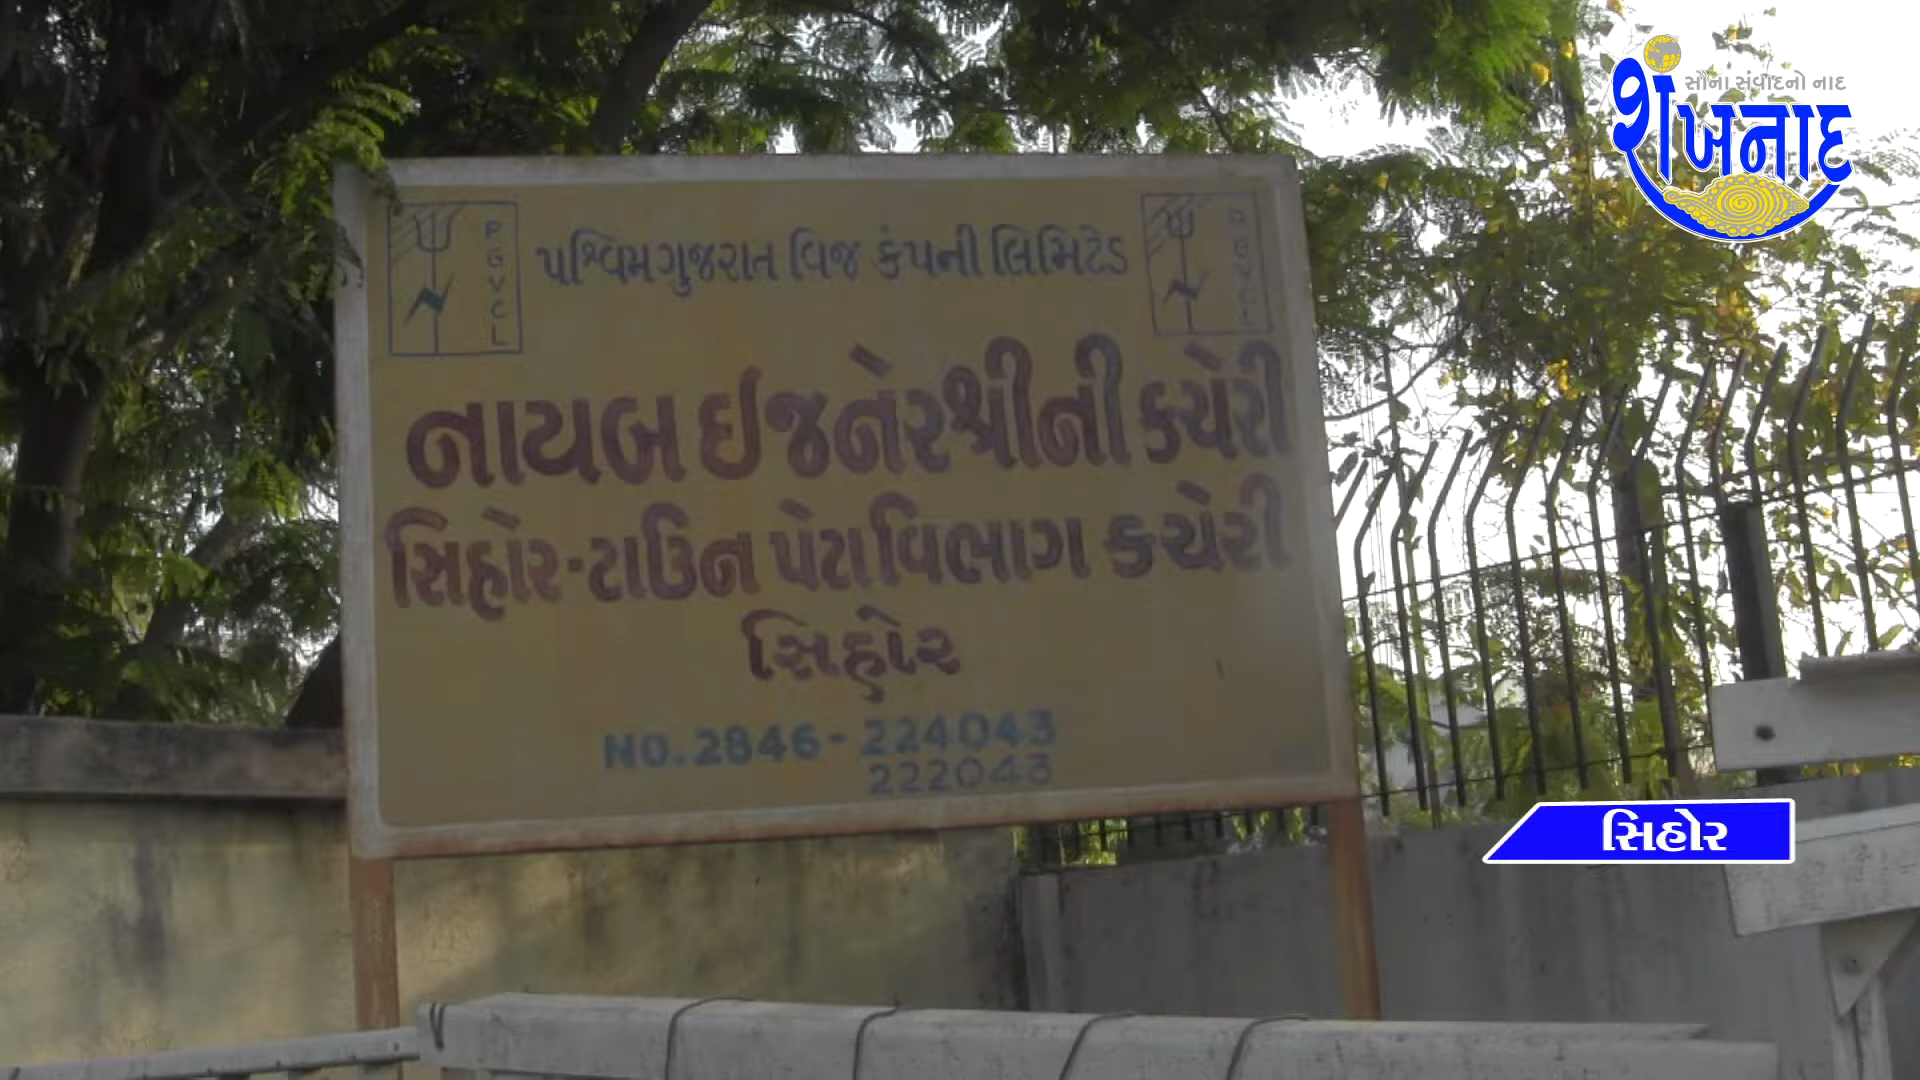 સૌના સંવાદનો નાદ
શંખનાદ
PGVCL
પશ્ચિમ ગુજરાત વિજ કંપની લિમિટેડ
PGVCL
નાયબ ઇજનેરશ્રીની કચેરી
સિહોર-ટાઉન પેટા વિભાગ કચેરી
સિહોર
NO.2846-224043
222043
સિહોર